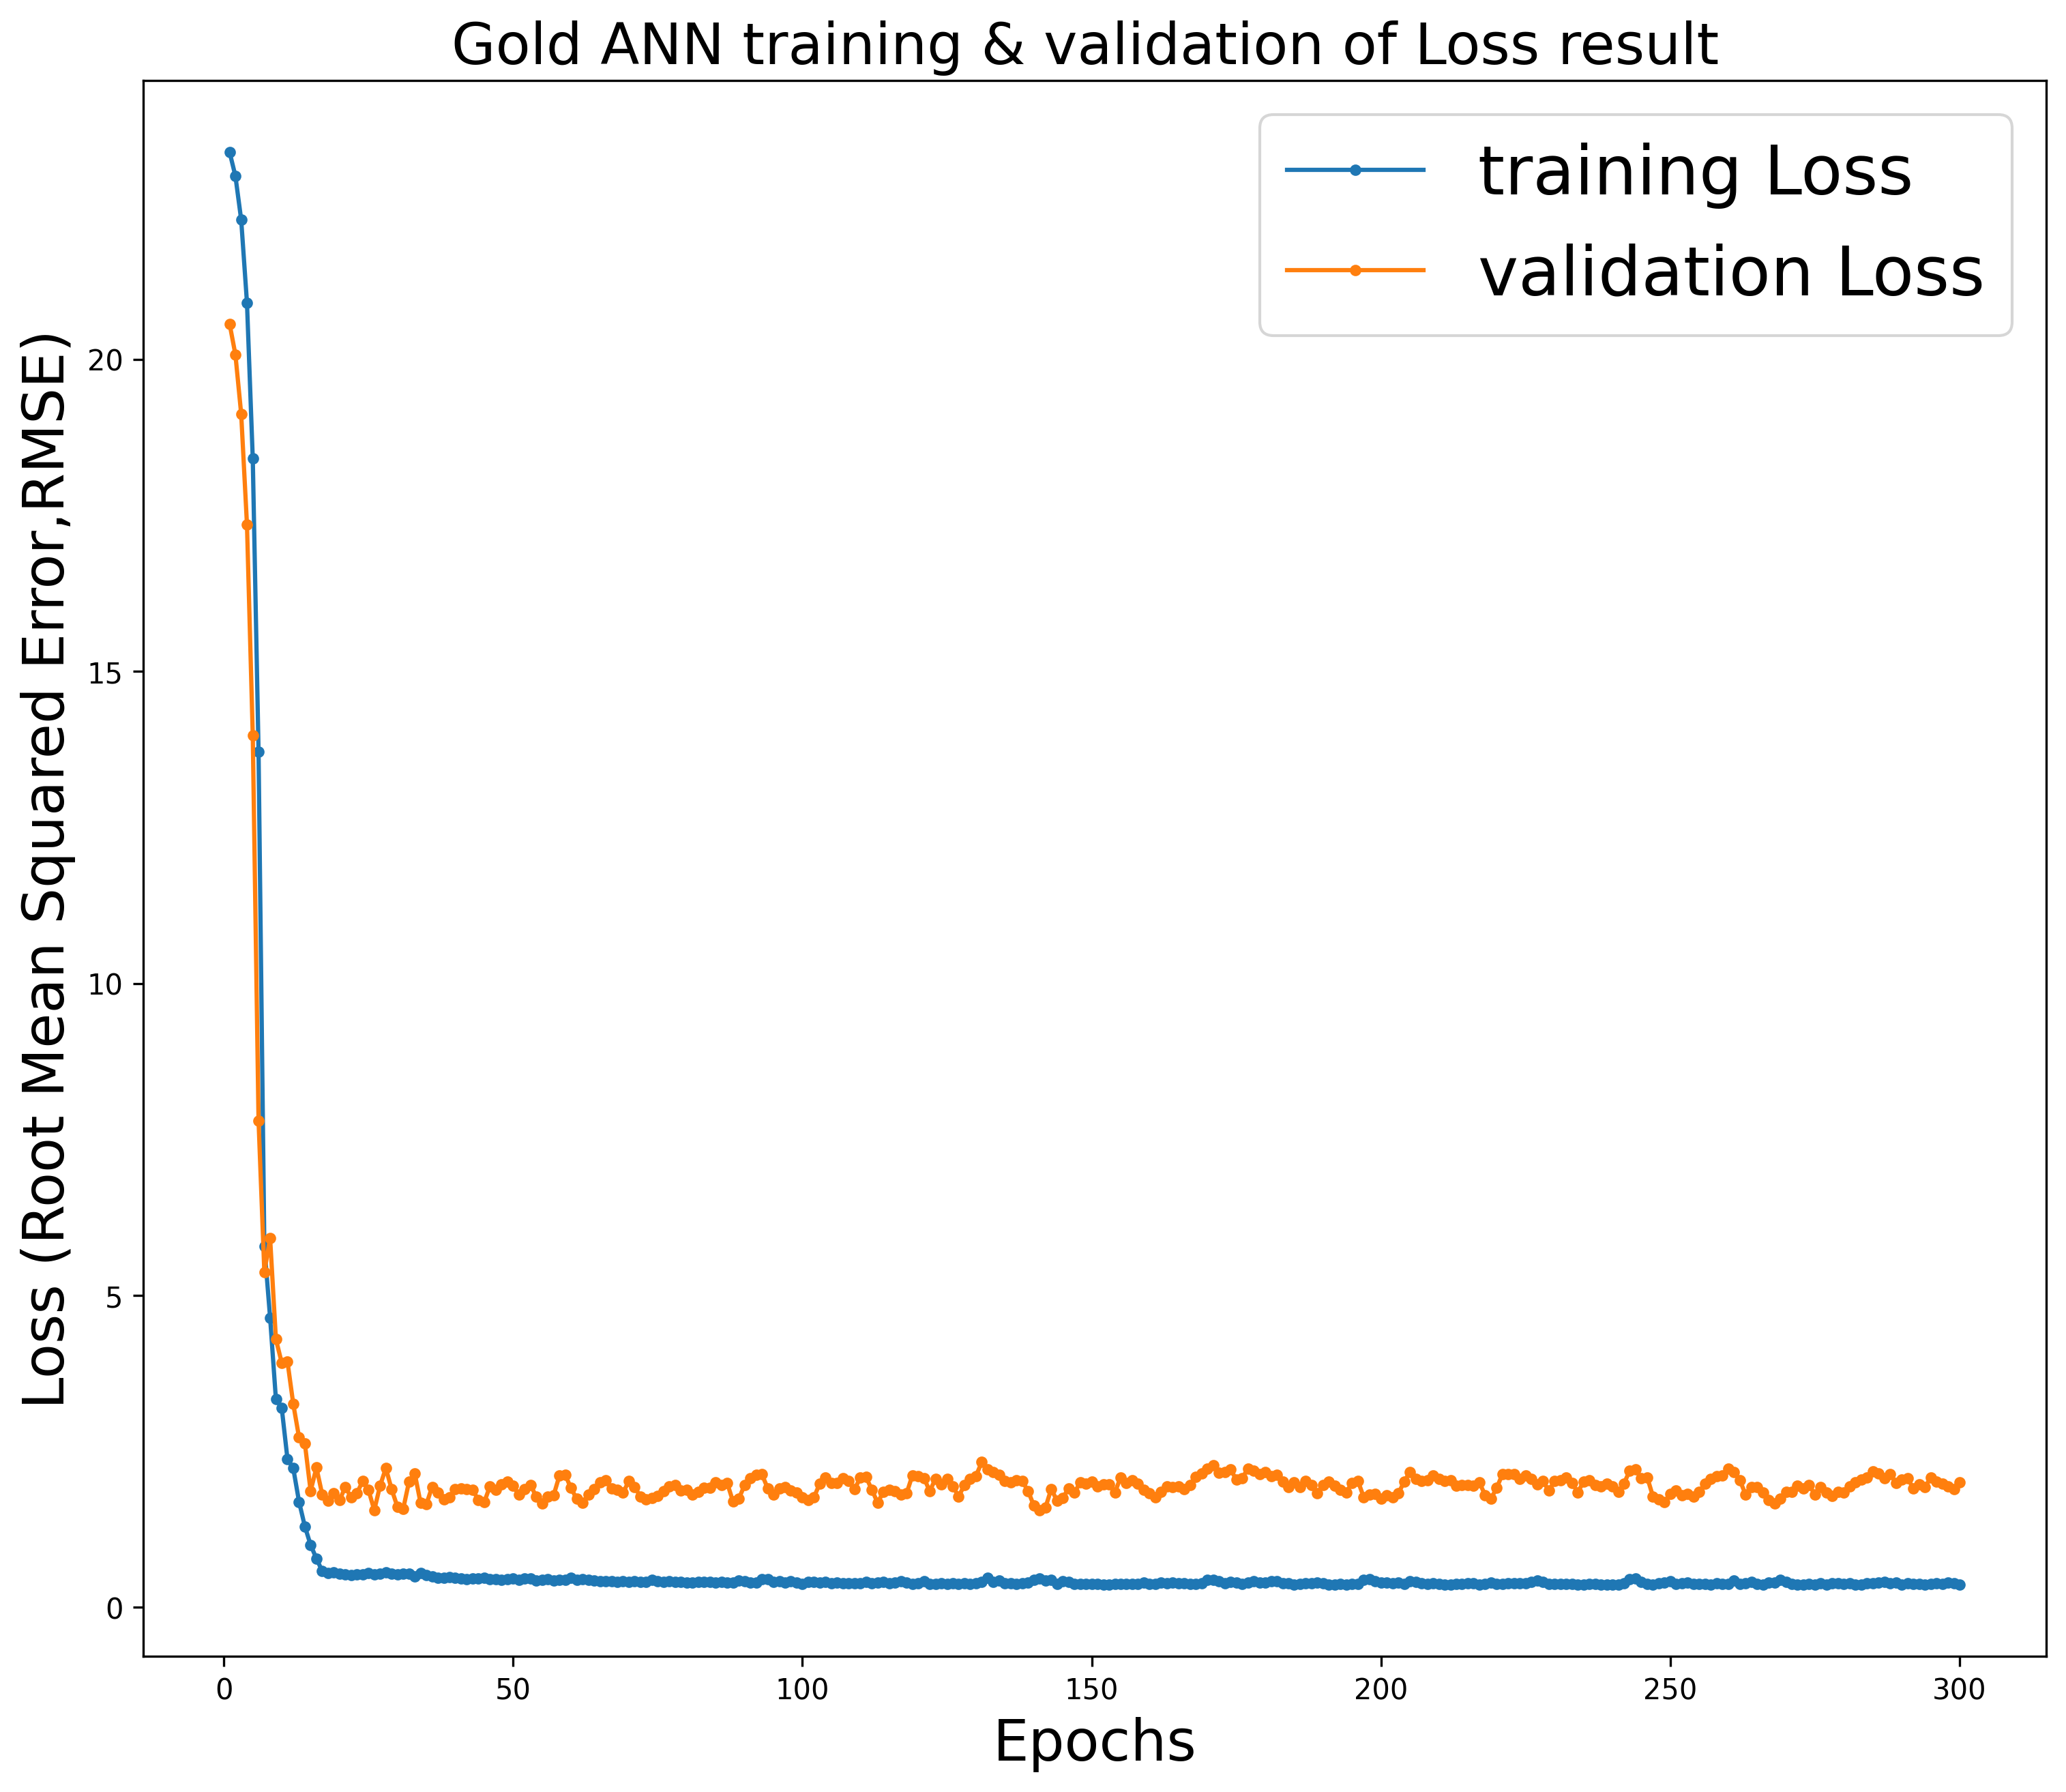 Gold ANN training & validation of Loss result
training Loss
validation Loss
Loss (Root Mean Squared Error,RMSE)
20
15
10
5
0
0 50 100 150 200 250 300
Epochs